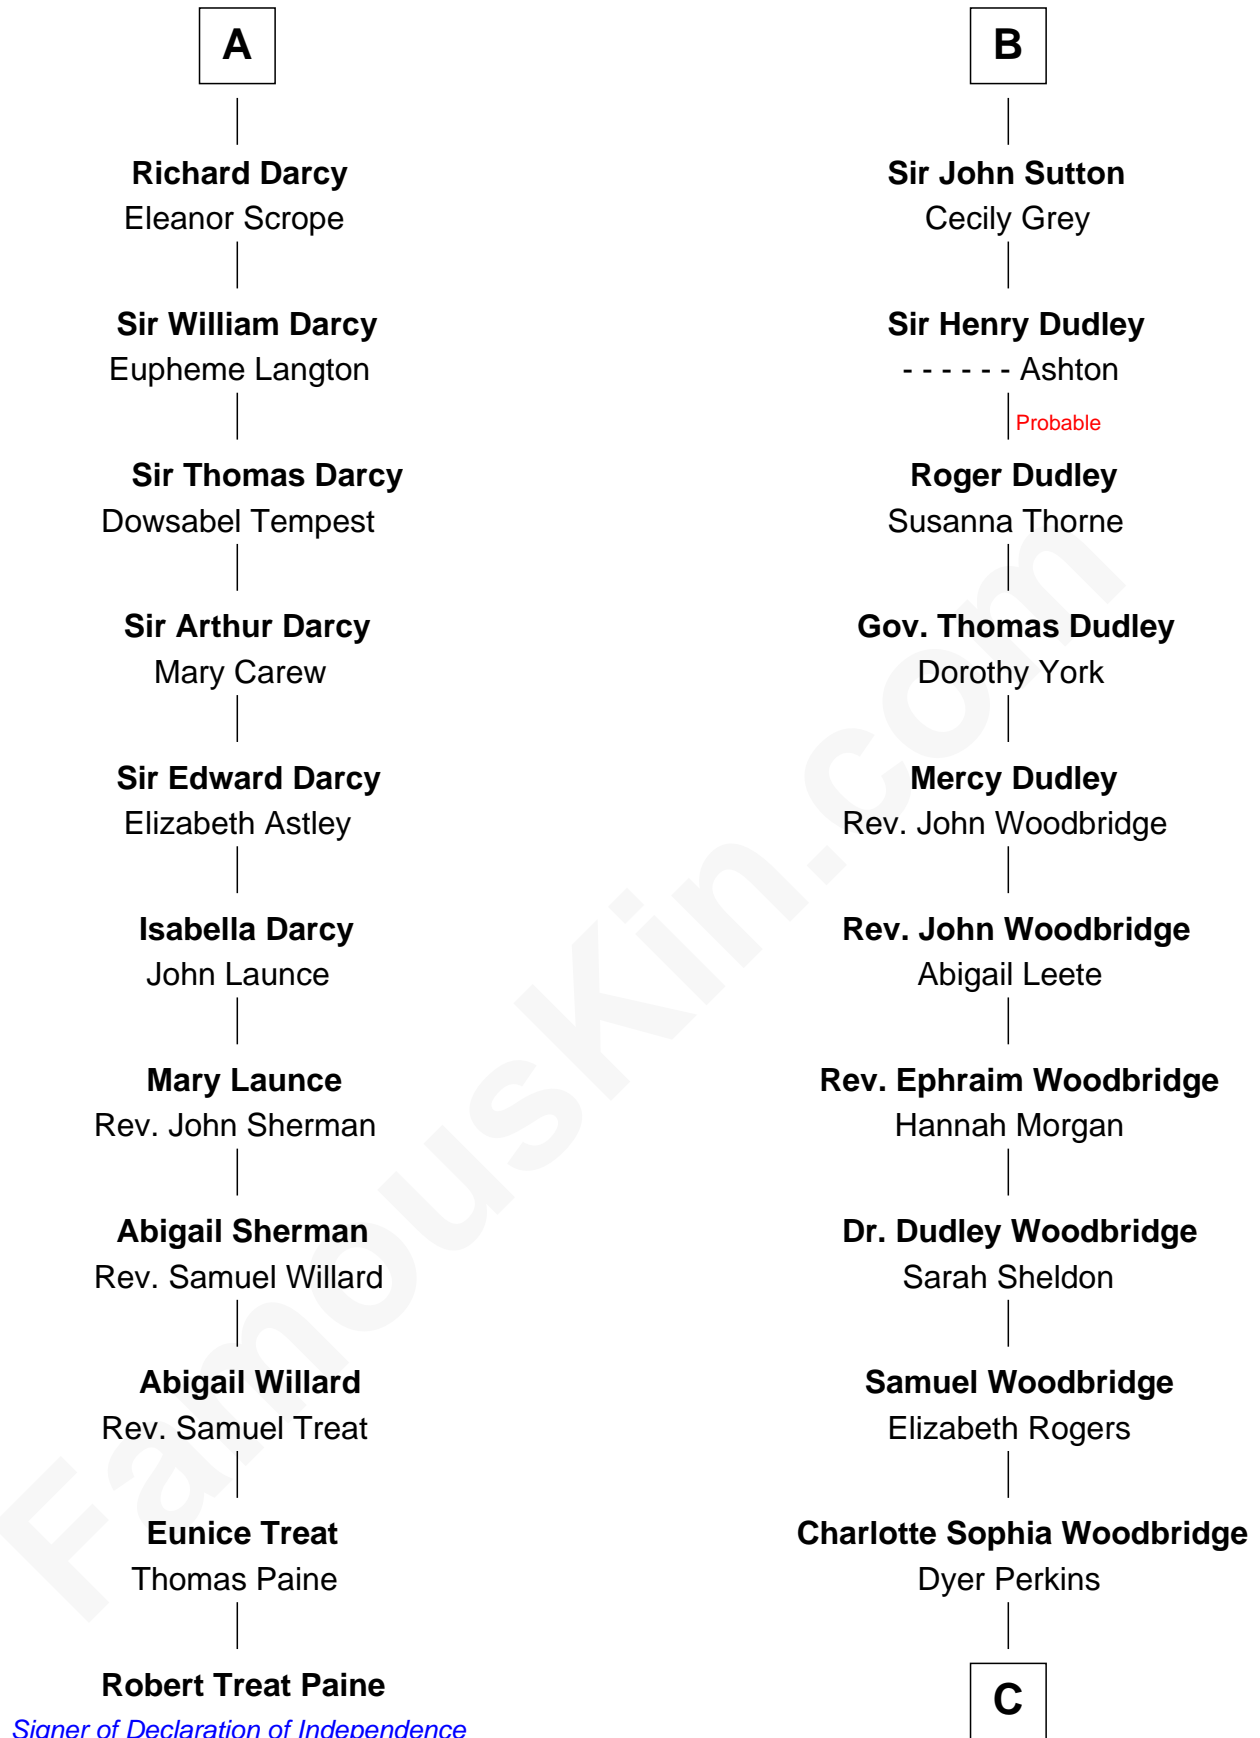 A
Richard Darcy
Eleanor Scrope
Sir William Darcy
Eupheme Langton
Sir Thomas Darcy
Dowsabel Tempest
Sir Arthur Darcy
Mary Carew
Sir Edward Darcy
Elizabeth Astley
Isabella Darcy
John Launce
Mary Launce
Rev. John Sherman
Abigail Sherman
Rev. Samuel Willard
Abigail Willard
Rev. Samuel Treat
Eunice Treat
Thomas Paine
Robert Treat Paine
Signer of Declaration of Independence
B
Sir John Sutton
Cecily Grey
Sir Henry Dudley
- - - - - - Ashton
Probable
Roger Dudley
Susanna Thorne
Gov. Thomas Dudley
Dorothy York
Mercy Dudley
Rev. John Woodbridge
Rev. John Woodbridge
Abigail Leete
Rev. Ephraim Woodbridge
Hannah Morgan
Dr. Dudley Woodbridge
Sarah Sheldon
Samuel Woodbridge
Elizabeth Rogers
Charlotte Sophia Woodbridge
Dyer Perkins
C
FamousKin.com